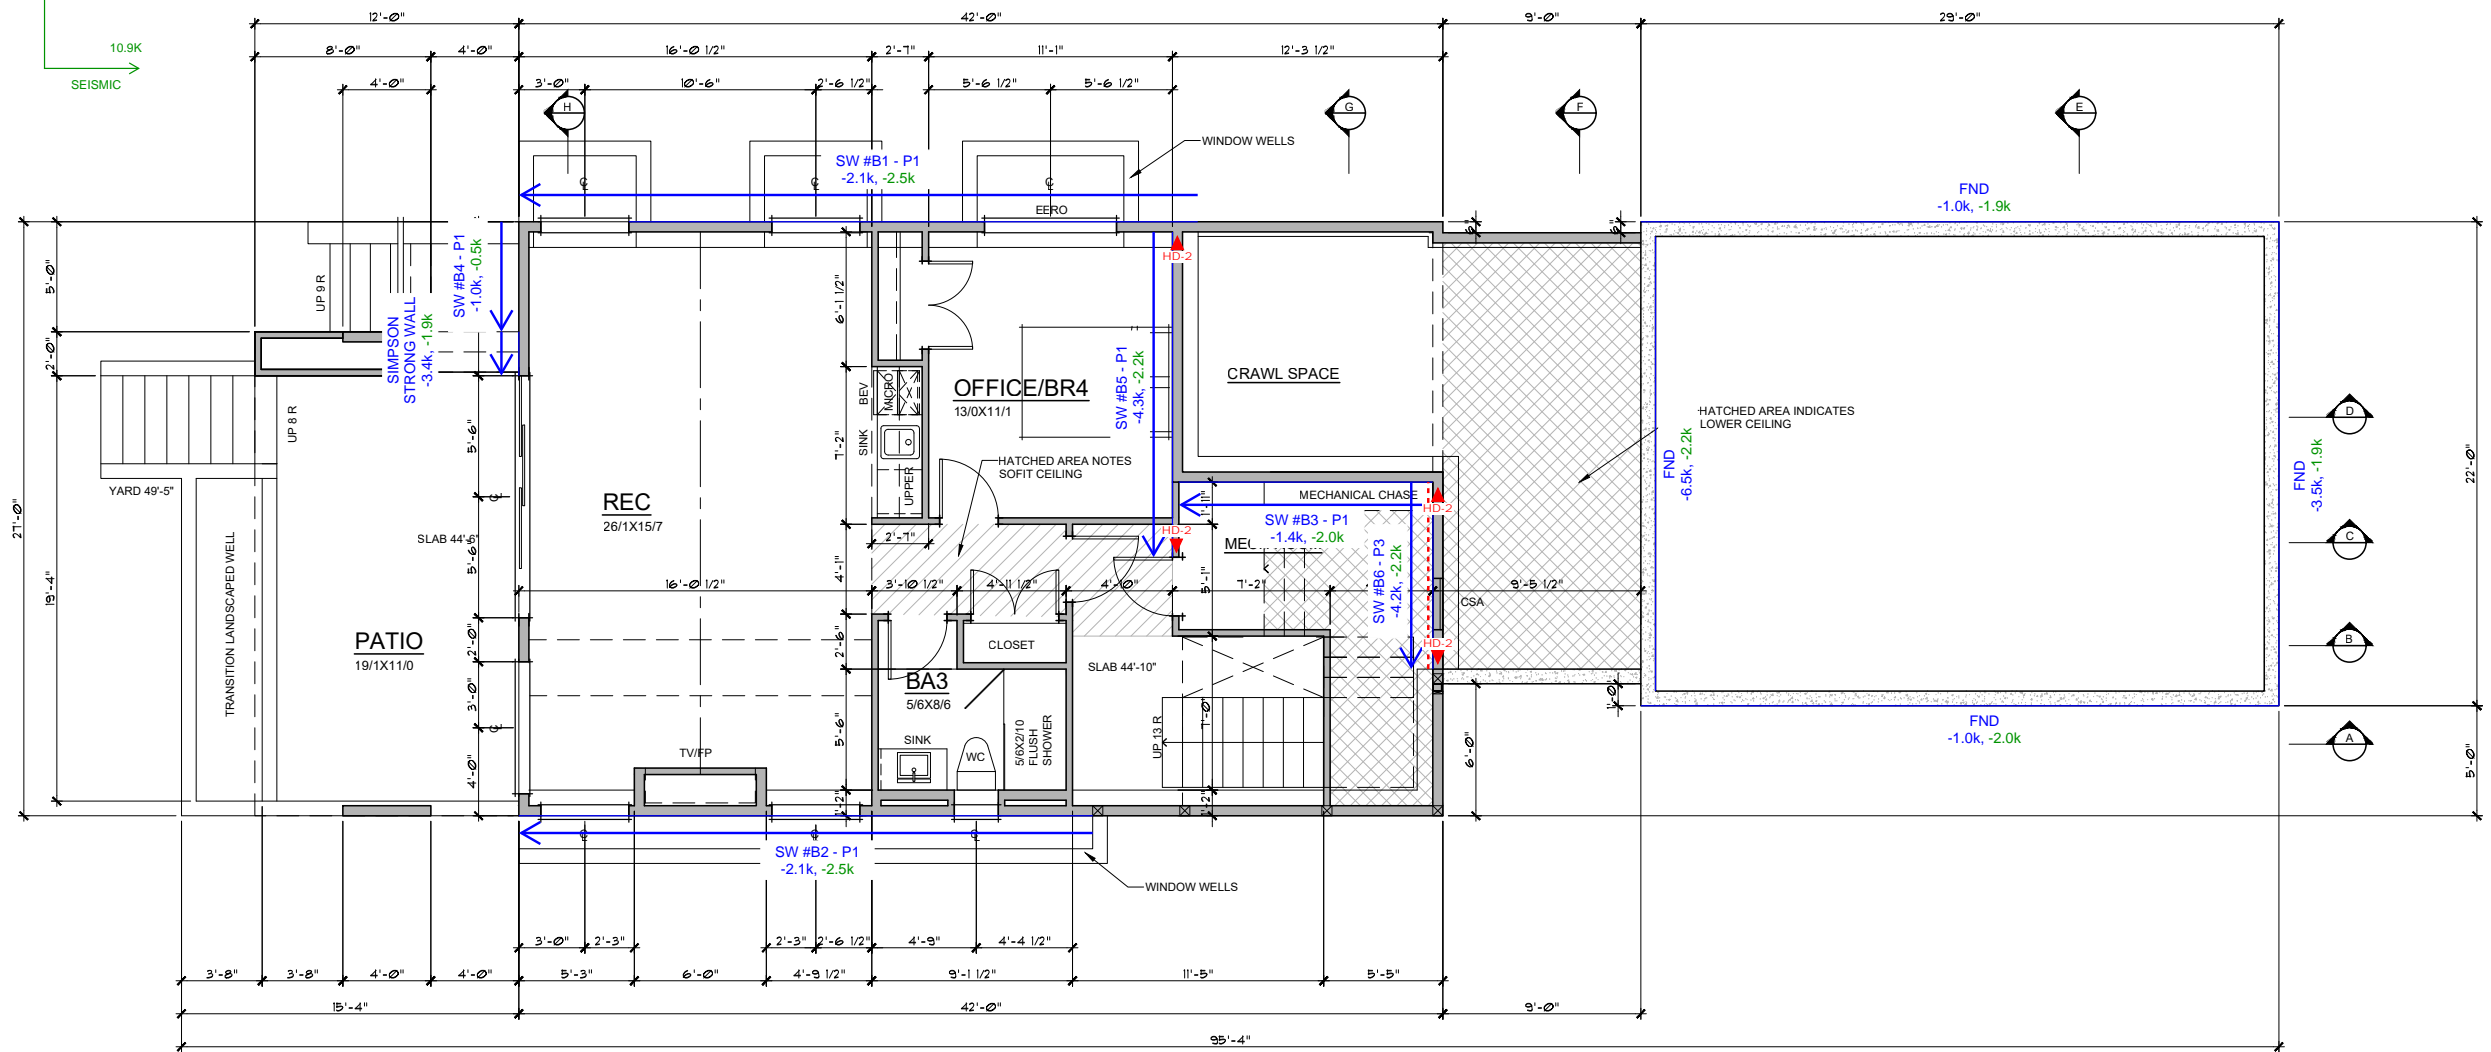 12'-0"
42'-0"
9'-0"
29'-0"
10.9K
SEISMIC
8'-0"
4'-0"
16'-0 1/2"
2'-7"
11'-1"
12'-3 1/2"
4'-0"
3'-0"
10'-6"
2'-6 1/2"
5'-6 1/2"
5'-6 1/2"
H
G
F
E
WINDOW WELLS
SW #B1 - P1
-2.1k, -2.5k
EERO
FND
-1.0k, -1.9k
SW #B4 - P1
-1.0k, -0.5k
SIMPSON
STRONG WALL
-3.4k, -1.9k
5'-0"
2'-0"
UP 9 R
UP 8 R
27'-0"
19'-4"
HD-2
6'-1 1/2"
7'-2"
BEV
MICRO
SINK
UPPER
OFFICE/BR4
13/0X11/1
SW #B5 - P1
-4.3k, -2.2k
CRAWL SPACE
HATCHED AREA INDICATES
LOWER CEILING
FND
-6.5k, -2.2k
FND
-3.5k, -1.9k
22'-0"
D
C
B
A
HATCHED AREA NOTES
SOFIT CEILING
YARD 49'-5"
TRANSITION LANDSCAPED WELL
REC
26/1X15/7
5'-6"
5'-6"
2'-0"
3'-0"
4'-0"
MECHANICAL CHASE
1'-11"
HD-2
HD-2
SW #B3 - P1
-1.4k, -2.0k
SW #B6 - P3
-4.2k, -2.2k
2'-7"
4'-1"
16'-0 1/2"
3'-10 1/2"
4'-11 1/2"
4'-10"
5'-1"
7'-2"
9'-5 1/2"
CSA
HD-2
PATIO
19/1X11/0
CLOSET
SLAB 44'-10"
2'-6"
BA3
5/6X8/6
5'-6"
1'-2"
TV/FP
SINK
WC
5/6X2/10
FLUSH
SHOWER
UP 13 R
7'-0"
1'-2"
6'-0"
1'-0"
5'-0"
FND
-1.0k, -2.0k
SW #B2 - P1
-2.1k, -2.5k
WINDOW WELLS
3'-0"
2'-3"
2'-3"
2'-6 1/2"
4'-9"
4'-4 1/2"
3'-8"
3'-8"
4'-0"
4'-0"
5'-3"
6'-0"
4'-9 1/2"
9'-1 1/2"
11'-5"
5'-5"
15'-4"
42'-0"
9'-0"
95'-4"